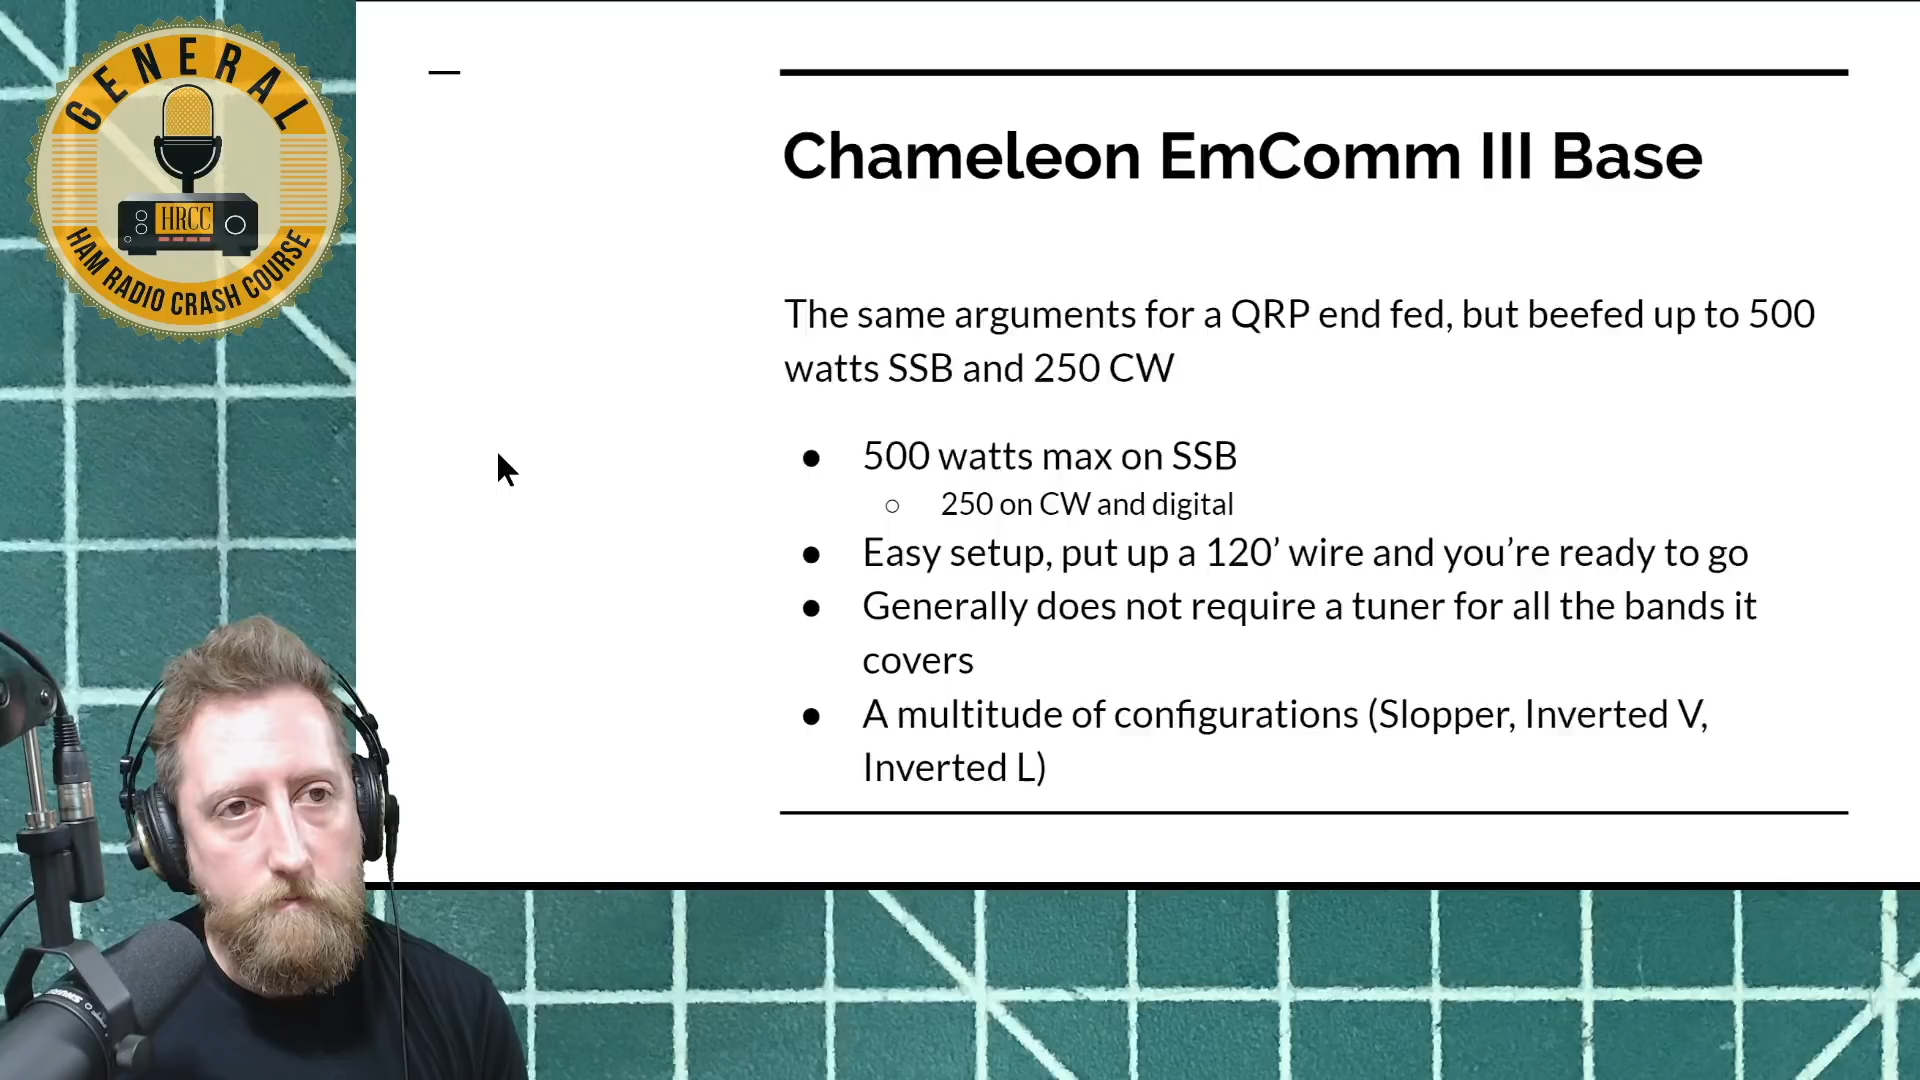 GENERAL
HRCC
HAM RADIO CRASH COURSE
Chameleon EmComm III Base
The same arguments for a QRP end fed, but beefed up to 500
watts SSB and 250 CW
● 500 watts max on SSB
○ 250 on CW and digital
● Easy setup, put up a 120’ wire and you’re ready to go
● Generally does not require a tuner for all the bands it
covers
● A multitude of configurations (Slopper, Inverted V,
Inverted L)